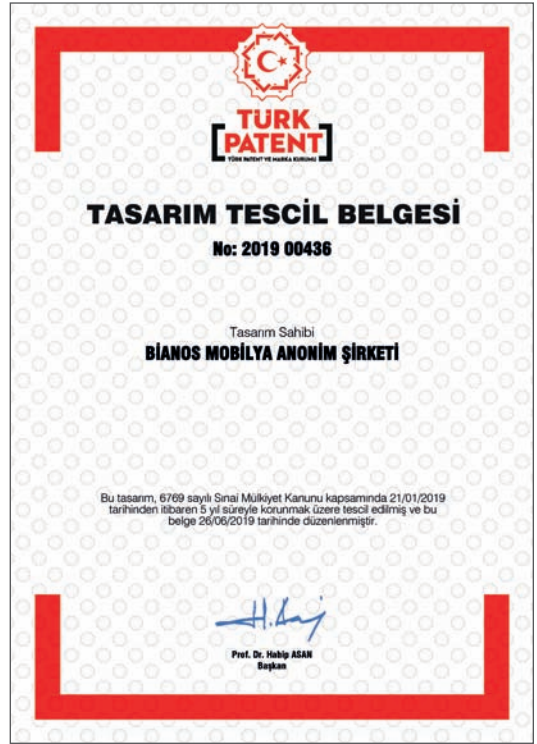 TÜRK
PATENT
TÜRK PATENT VE MARKA KURUMU
TASARIM TESCİL BELGESİ
No: 2019 00436
Tasarım Sahibi
BİANOS MOBİLYA ANONİM ŞİRKETİ
Bu tasarım, 6769 sayılı Sınai Mülkiyet Kanunu kapsamında 21/01/2019
tarihinden itibaren 5 yıl süreyle korunmak üzere tescil edilmiş ve bu
belge 26/06/2019 tarihinde düzenlenmiştir.
Prof. Dr. Habip ASAN
Başkan